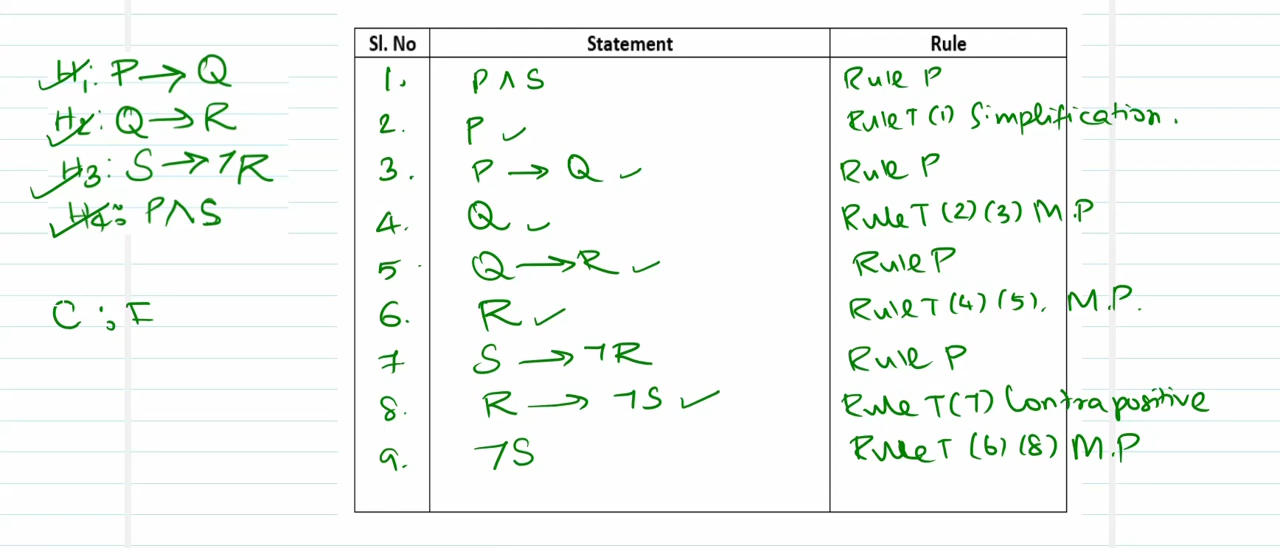 H1: P → Q
H2: Q → R
H3: S → ¬R
H4: P ∧ S
C : F
Sl. No Statement Rule
1. P ∧ S Rule P
2. P ✓ Rule T (1) Simplification.
3. P → Q ✓ Rule P
4. Q ✓ Rule T (2) (3) M.P
5 Q → R ✓ Rule P
6. R ✓ Rule T (4) (5). M.P.
7 S → ¬R Rule P
8. R → ¬S ✓ Rule T (7) Contrapositive
9. ¬S Rule T (6) (8) M.P